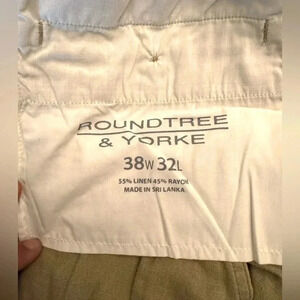 ROUNDTREE
& YORKE
38W 32L
55% LINEN 45% RAYON
MADE IN SRI LANKA